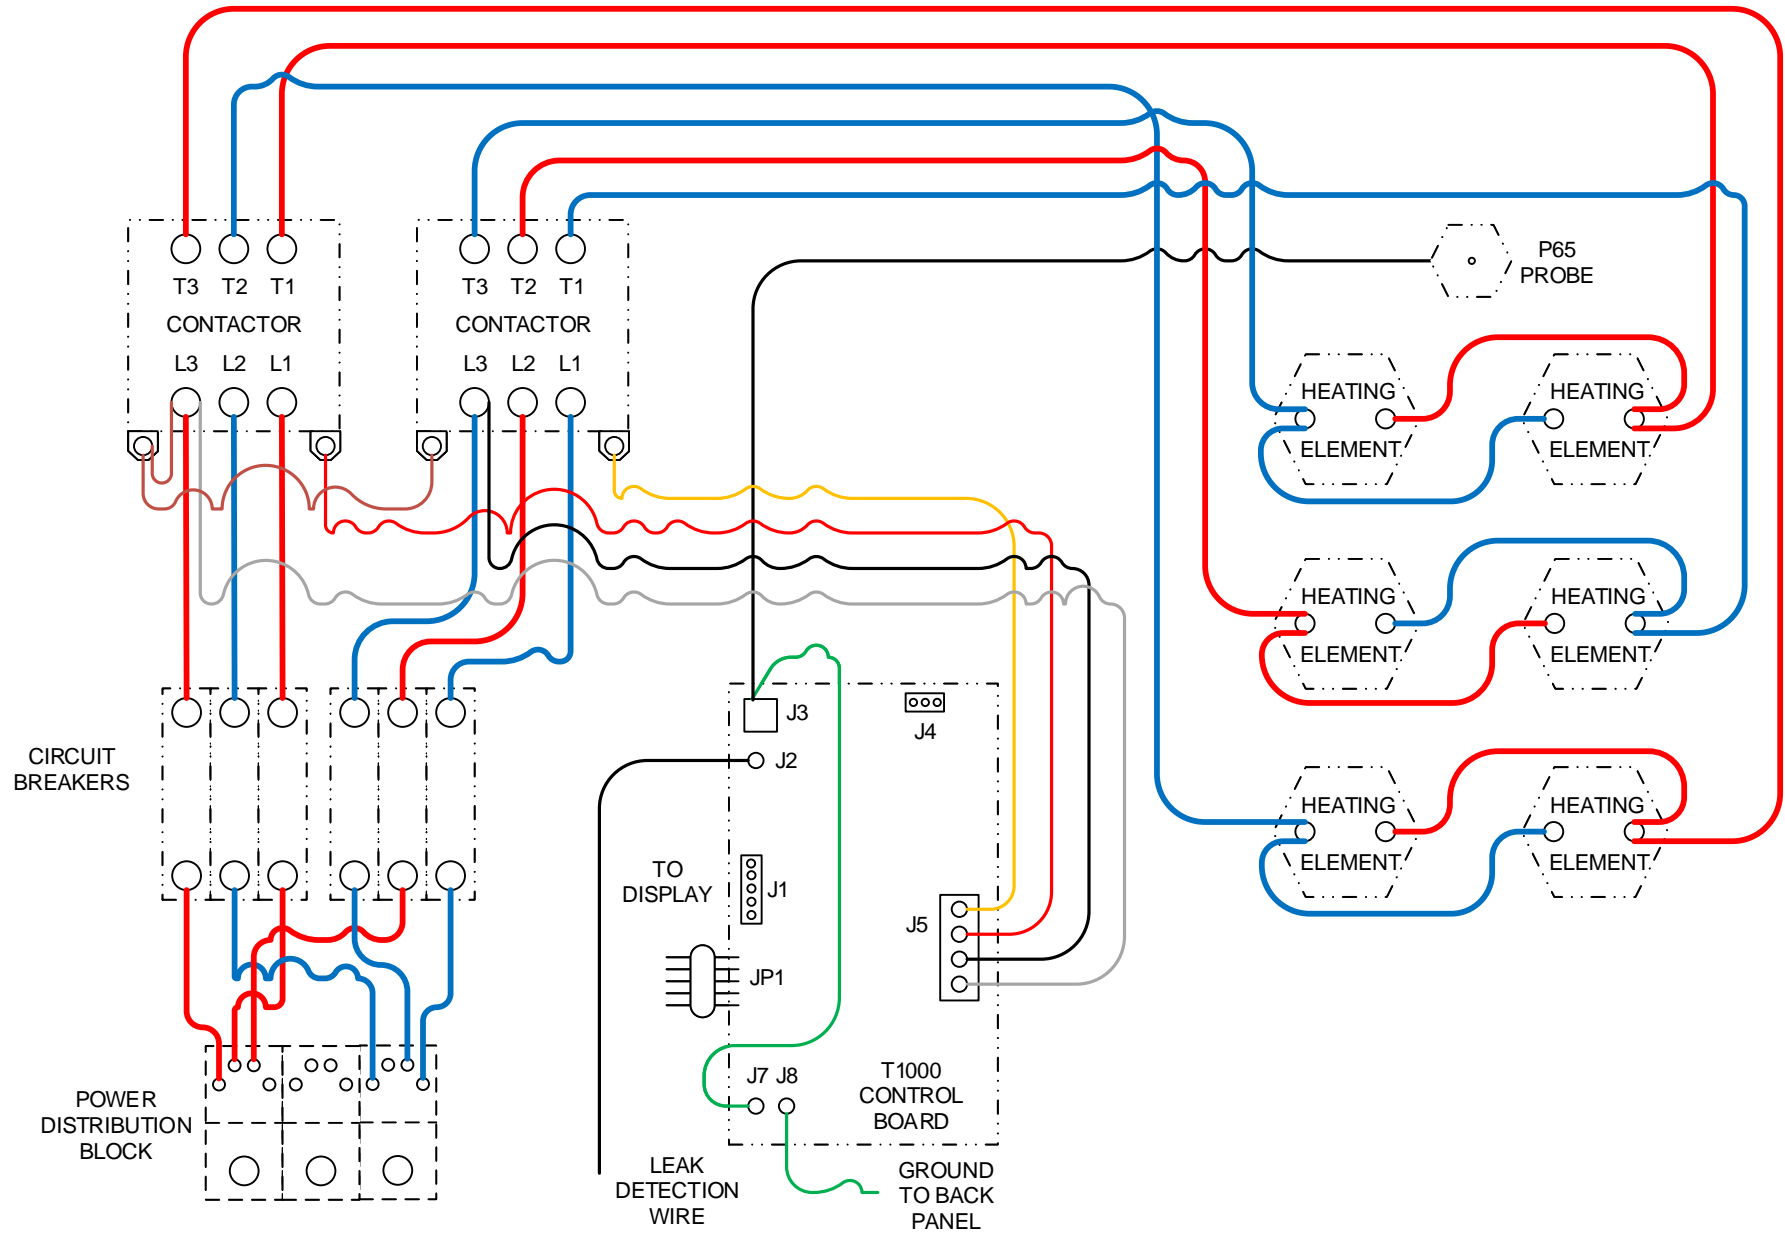 T3 T2 T1
CONTACTOR
L3 L2 L1
T3 T2 T1
CONTACTOR
L3 L2 L1
P65
PROBE
HEATING
ELEMENT
HEATING
ELEMENT
HEATING
ELEMENT
HEATING
ELEMENT
HEATING
ELEMENT
HEATING
ELEMENT
CIRCUIT
BREAKERS
J3
J4
J2
TO
DISPLAY
J1
J5
JP1
J7 J8
T1000
CONTROL
BOARD
POWER
DISTRIBUTION
BLOCK
LEAK
DETECTION
WIRE
GROUND
TO BACK
PANEL